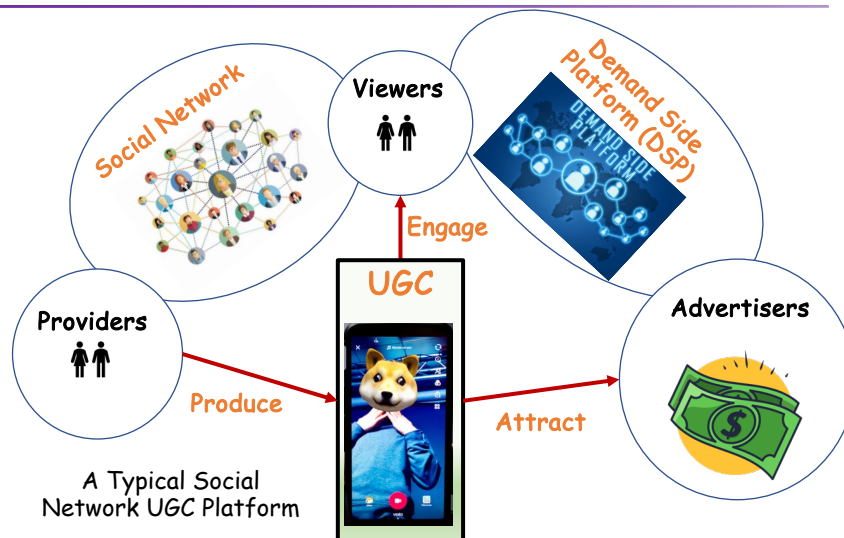 Social Network
Viewers
Demand Side
Platform (DSP)
DEMAND SIDE
PLATFORM
Engage
UGC
Providers
Advertisers
Produce
Attract
$
A Typical Social
Network UGC Platform